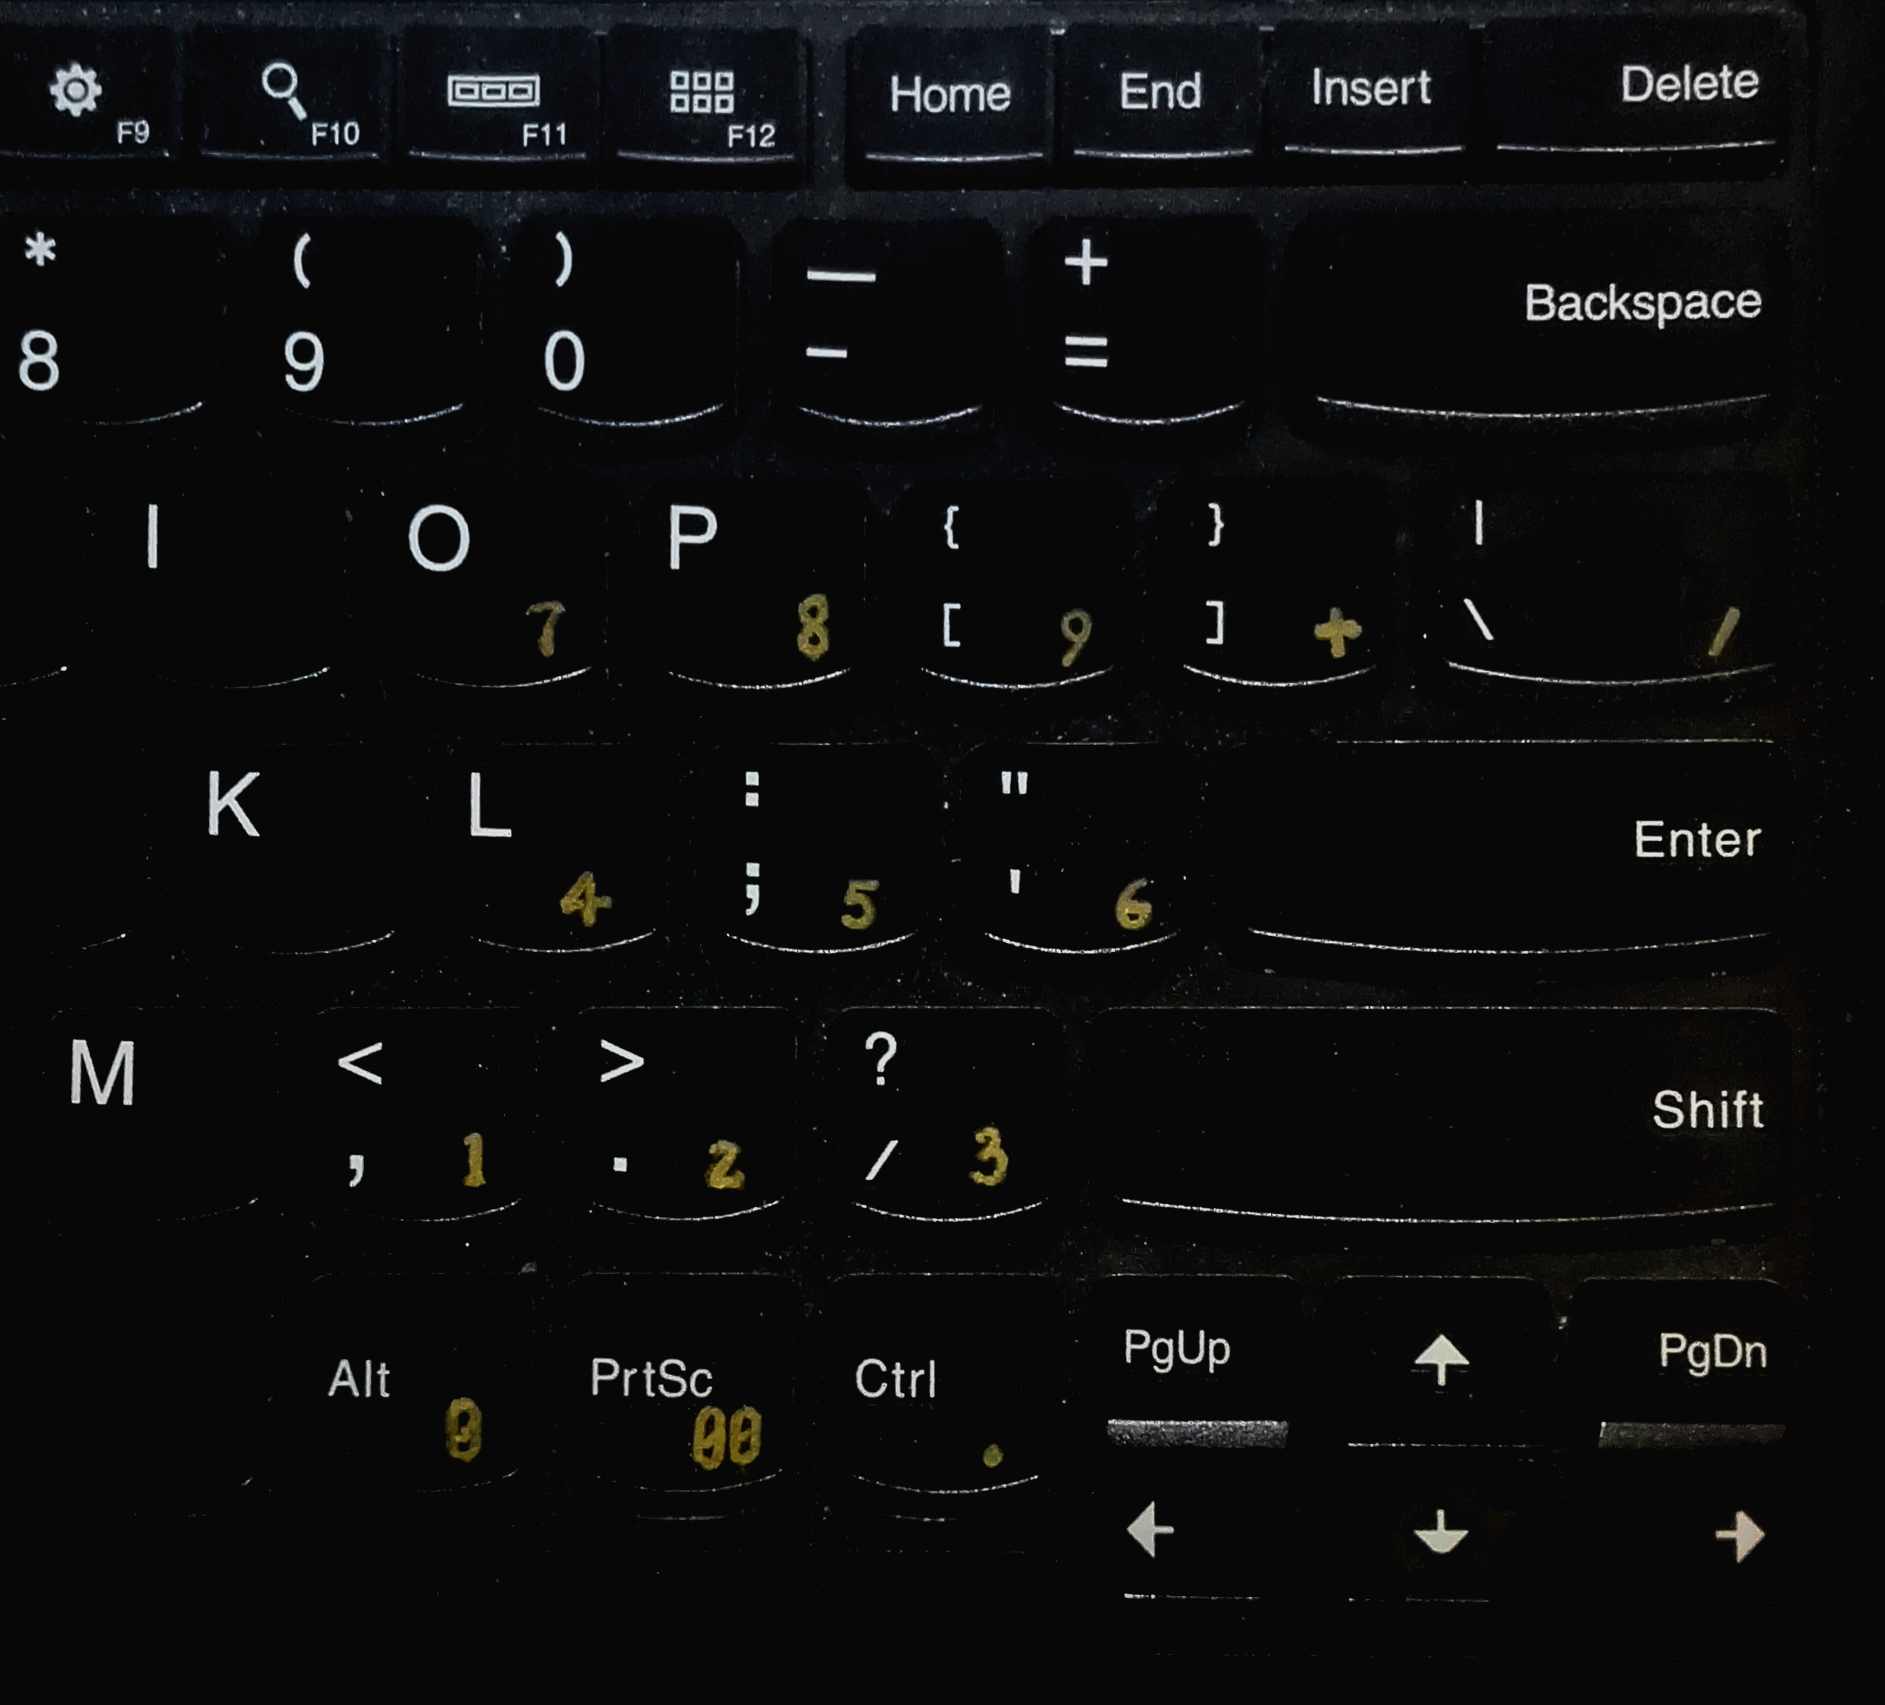 F9 F10 F11 F12 Home End Insert Delete
* ( ) — +
8 9 0 - = Backspace
I O P { } |
7 8 [ 9 ] + \ /
K L : "
4 ; 5 ' 6 Enter
M < > ?
, 1 . 2 / 3 Shift
Alt PrtSc Ctrl PgUp ↑ PgDn
0 00 .
← ↓ →